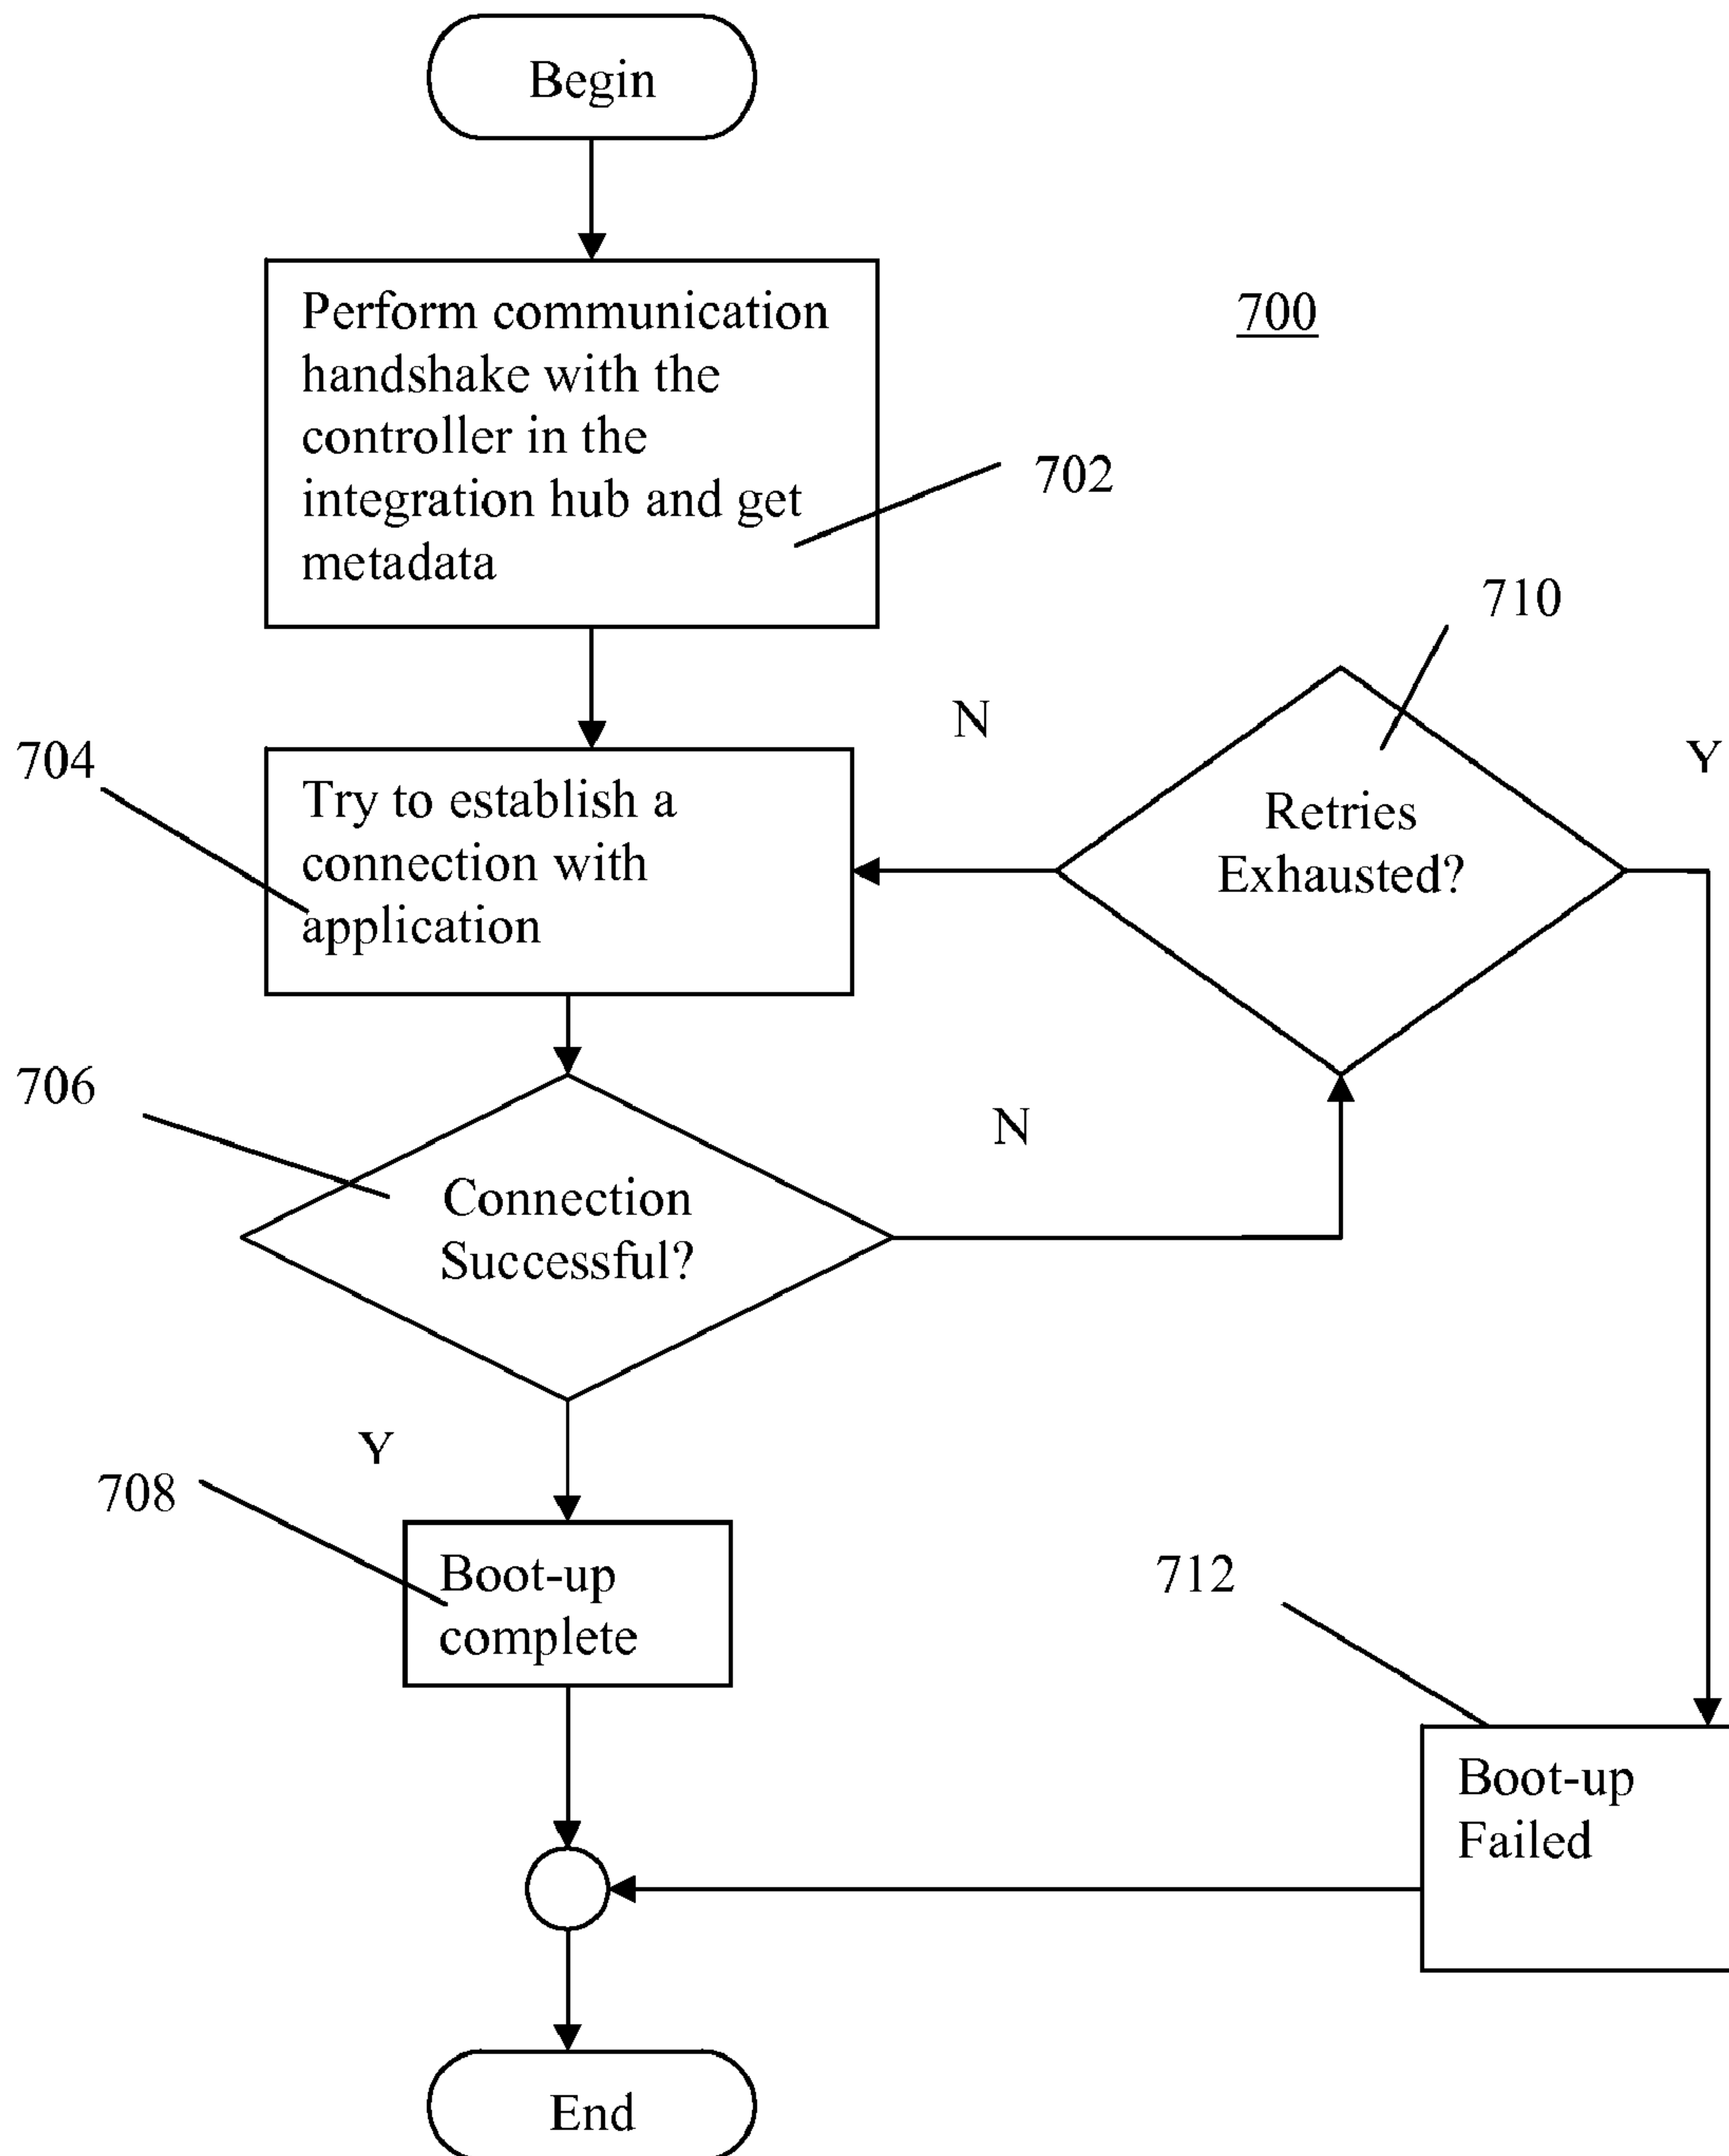 Begin
Perform communication
handshake with the
controller in the
integration hub and get
metadata
700
702
710
N
Y
704
Try to establish a
connection with
application
Retries
Exhausted?
706
N
Connection
Successful?
Y
708
Boot-up
complete
712
Boot-up
Failed
End